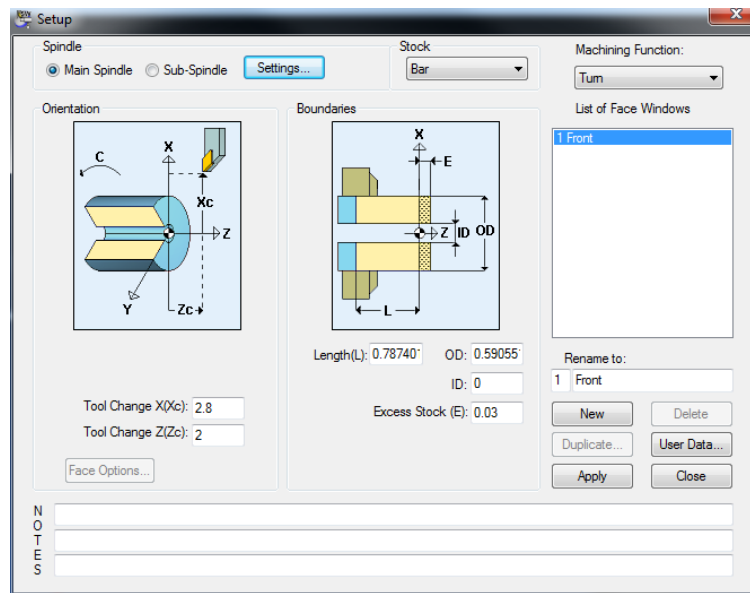 Setup
X
Spindle
Main Spindle
Sub-Spindle
Settings...
Stock
Bar
Machining Function:
Turn
Orientation
C
X
Xc
Z
Y
Zc
Tool Change X(Xc): 2.8
Tool Change Z(Zc): 2
Face Options...
Boundaries
X
E
Z
ID
OD
L
Length(L): 0.78740
OD: 0.59055
ID: 0
Excess Stock (E): 0.03
List of Face Windows
1 Front
Rename to:
1 Front
New
Delete
Duplicate...
User Data...
Apply
Close
NOTES